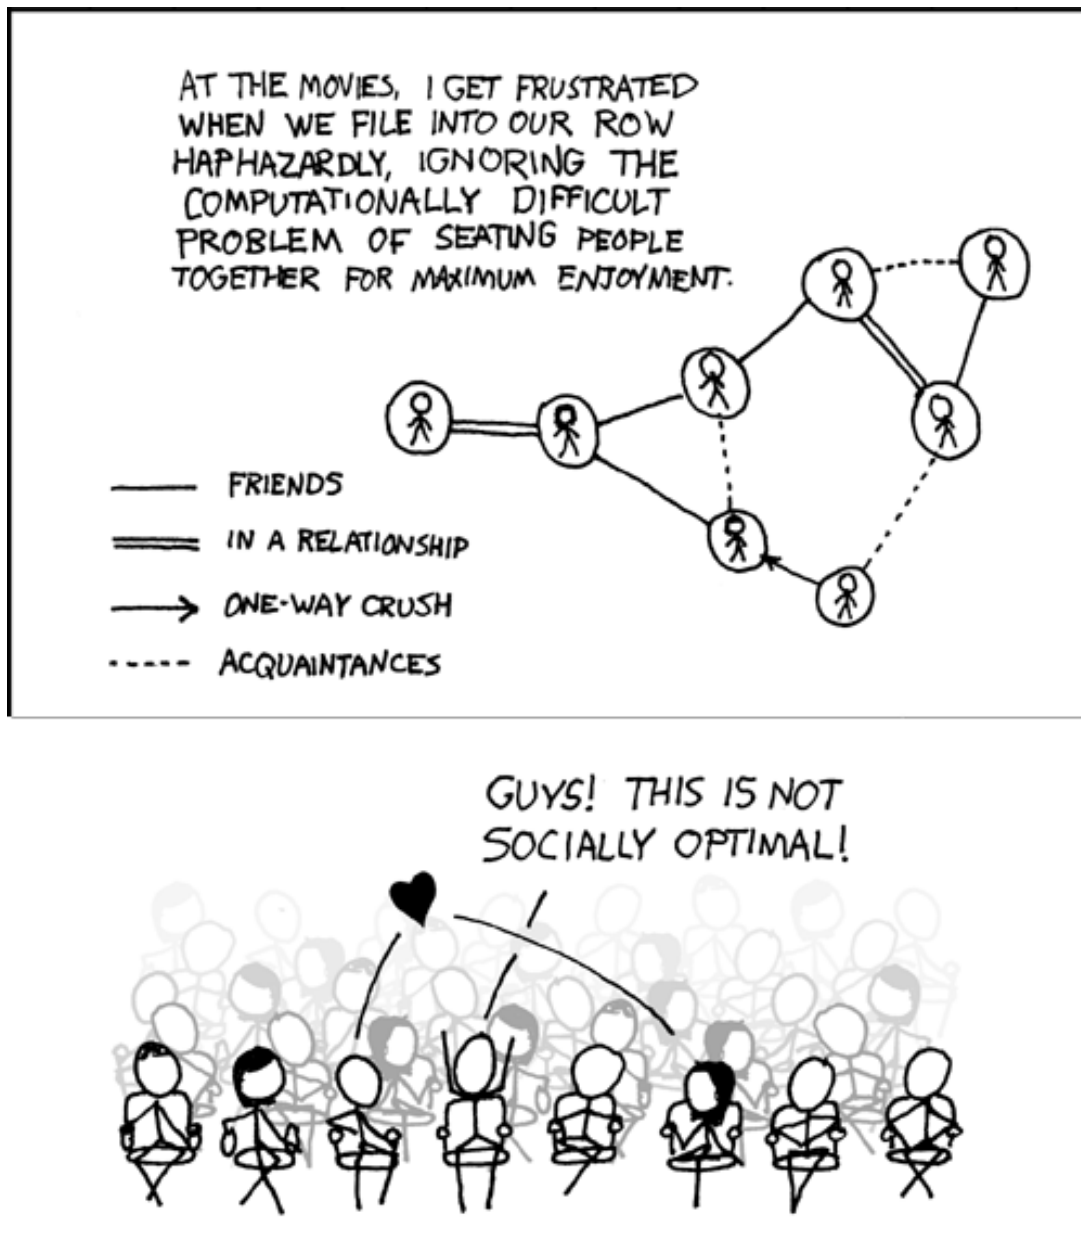 AT THE MOVIES, I GET FRUSTRATED
WHEN WE FILE INTO OUR ROW
HAPHAZARDLY, IGNORING THE
COMPUTATIONALLY DIFFICULT
PROBLEM OF SEATING PEOPLE
TOGETHER FOR MAXIMUM ENJOYMENT.
FRIENDS
IN A RELATIONSHIP
ONE-WAY CRUSH
ACQUAINTANCES
GUYS! THIS IS NOT
SOCIALLY OPTIMAL!